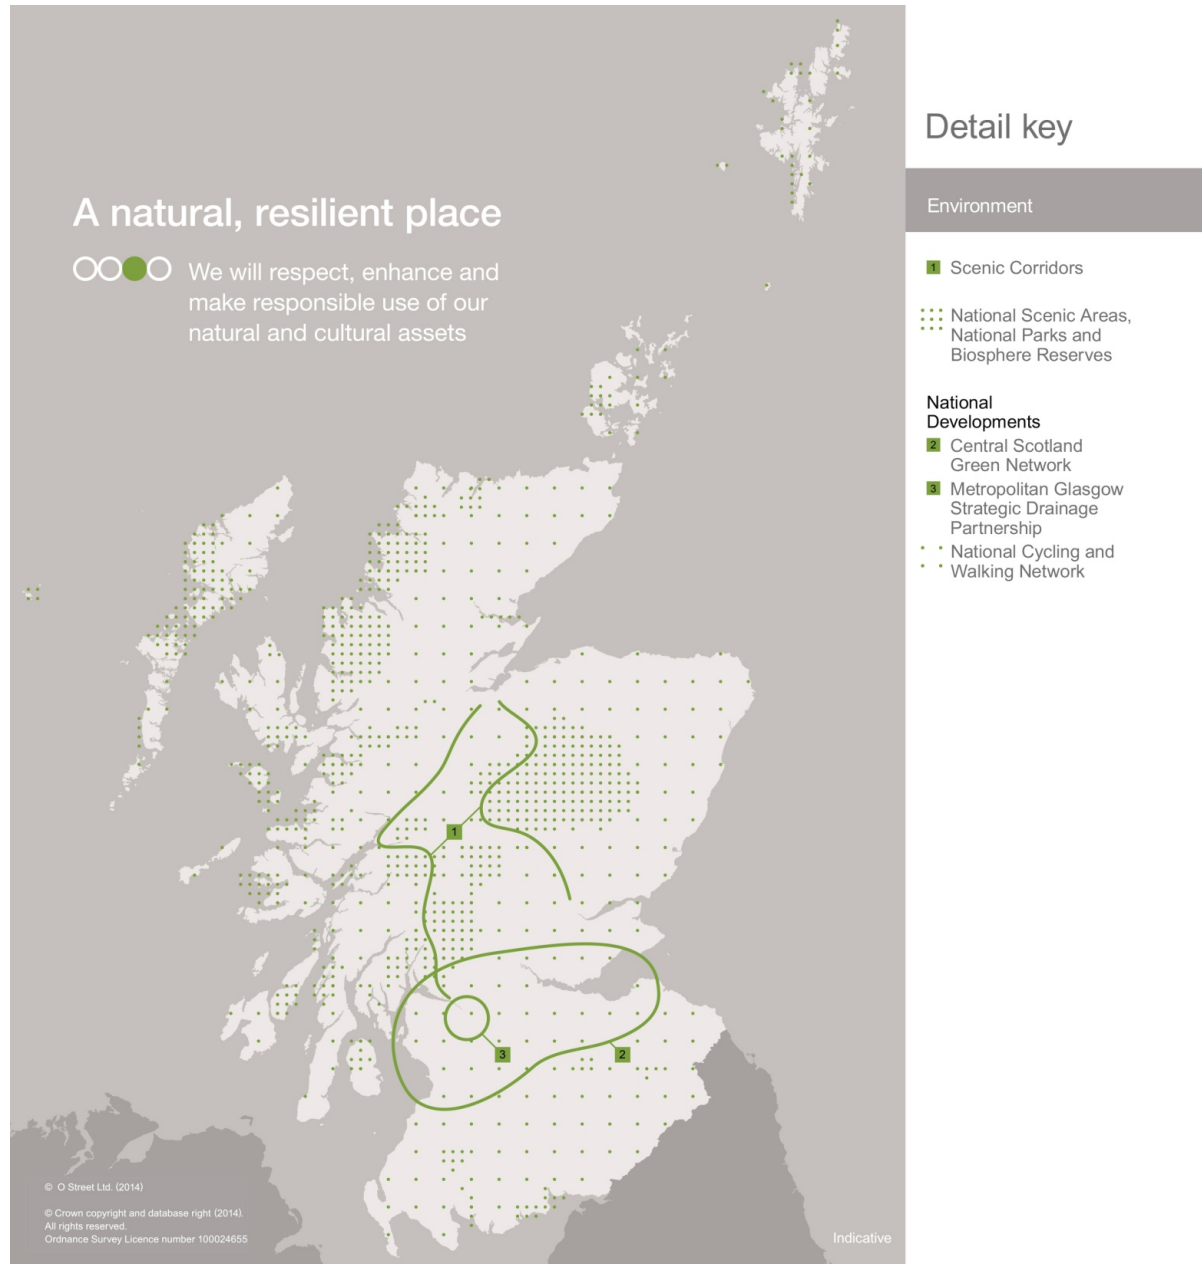 A natural, resilient place
We will respect, enhance and
make responsible use of our
natural and cultural assets
1
3
2
© O Street Ltd. (2014)
© Crown copyright and database right (2014).
All rights reserved.
Ordnance Survey Licence number 100024655
Indicative
Detail key
Environment
1 Scenic Corridors
National Scenic Areas,
National Parks and
Biosphere Reserves
National
Developments
2 Central Scotland
Green Network
3 Metropolitan Glasgow
Strategic Drainage
Partnership
National Cycling and
Walking Network